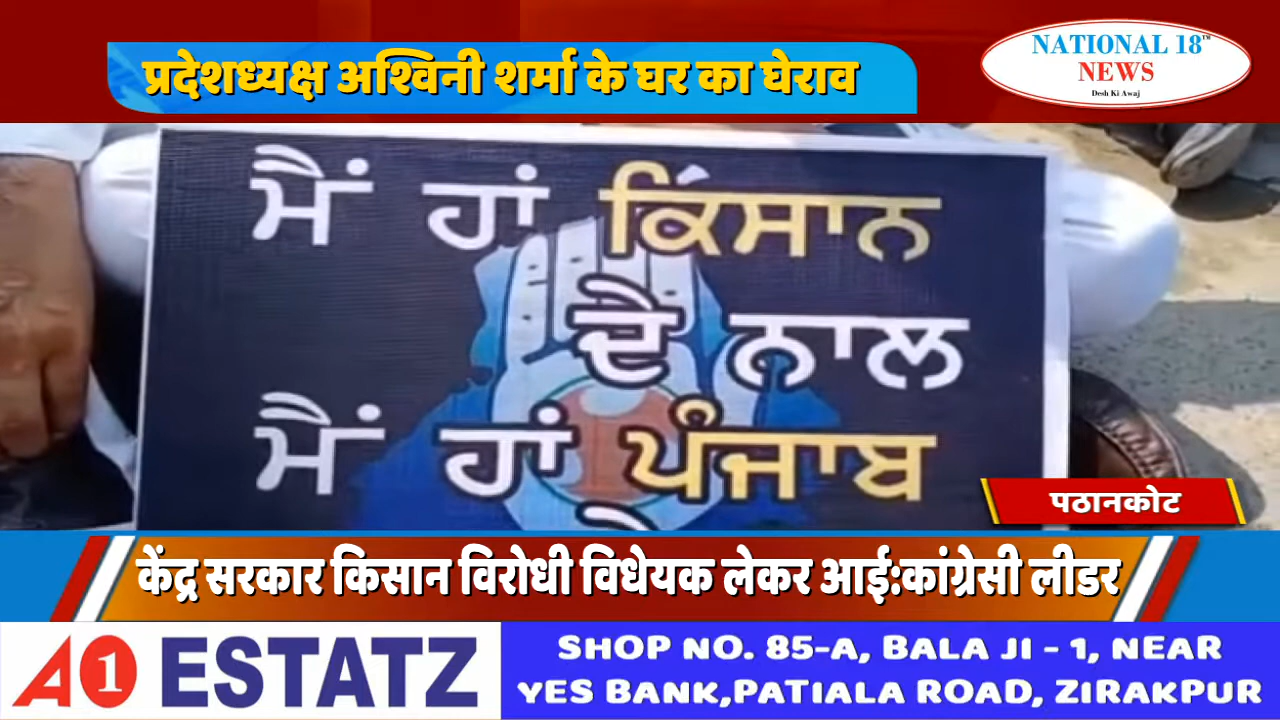 प्रदेशध्यक्ष अश्विनी शर्मा के घर का घेराव
NATIONAL 18™
NEWS
Desh Ki Awaj
ਮੈਂ ਹਾਂ ਕਿਸਾਨ
ਦੇ ਨਾਲ
ਮੈਂ ਹਾਂ ਪੰਜਾਬ
पठानकोट
केंद्र सरकार किसान विरोधी विधेयक लेकर आई:कांग्रेसी लीडर
A1 ESTATZ
SHOP NO. 85-A, BALA JI - 1, NEAR
YES BANK,PATIALA ROAD, ZIRAKPUR